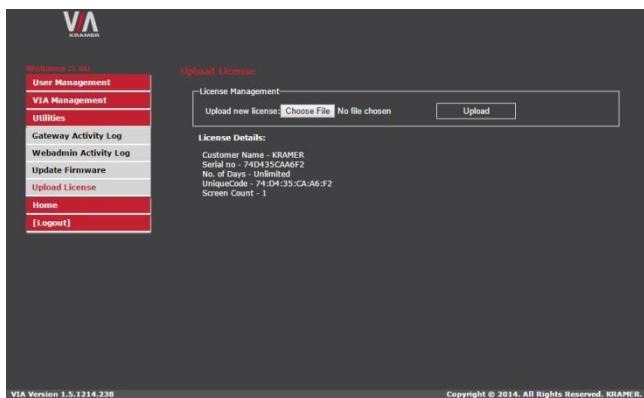 VIA
KRAMER
Welcome :: su
User Management
VIA Management
Utilities
Gateway Activity Log
Webadmin Activity Log
Update Firmware
Upload License
Home
[Logout]
Upload License
License Management
Upload new license: Choose File No file chosen Upload
License Details:
Customer Name - KRAMER
Serial no - 74D435CAA6F2
No. of Days - Unlimited
UniqueCode - 74:D4:35:CA:A6:F2
Screen Count - 1
VIA Version 1.5.1214.238
Copyright © 2014. All Rights Reserved. KRAMER.